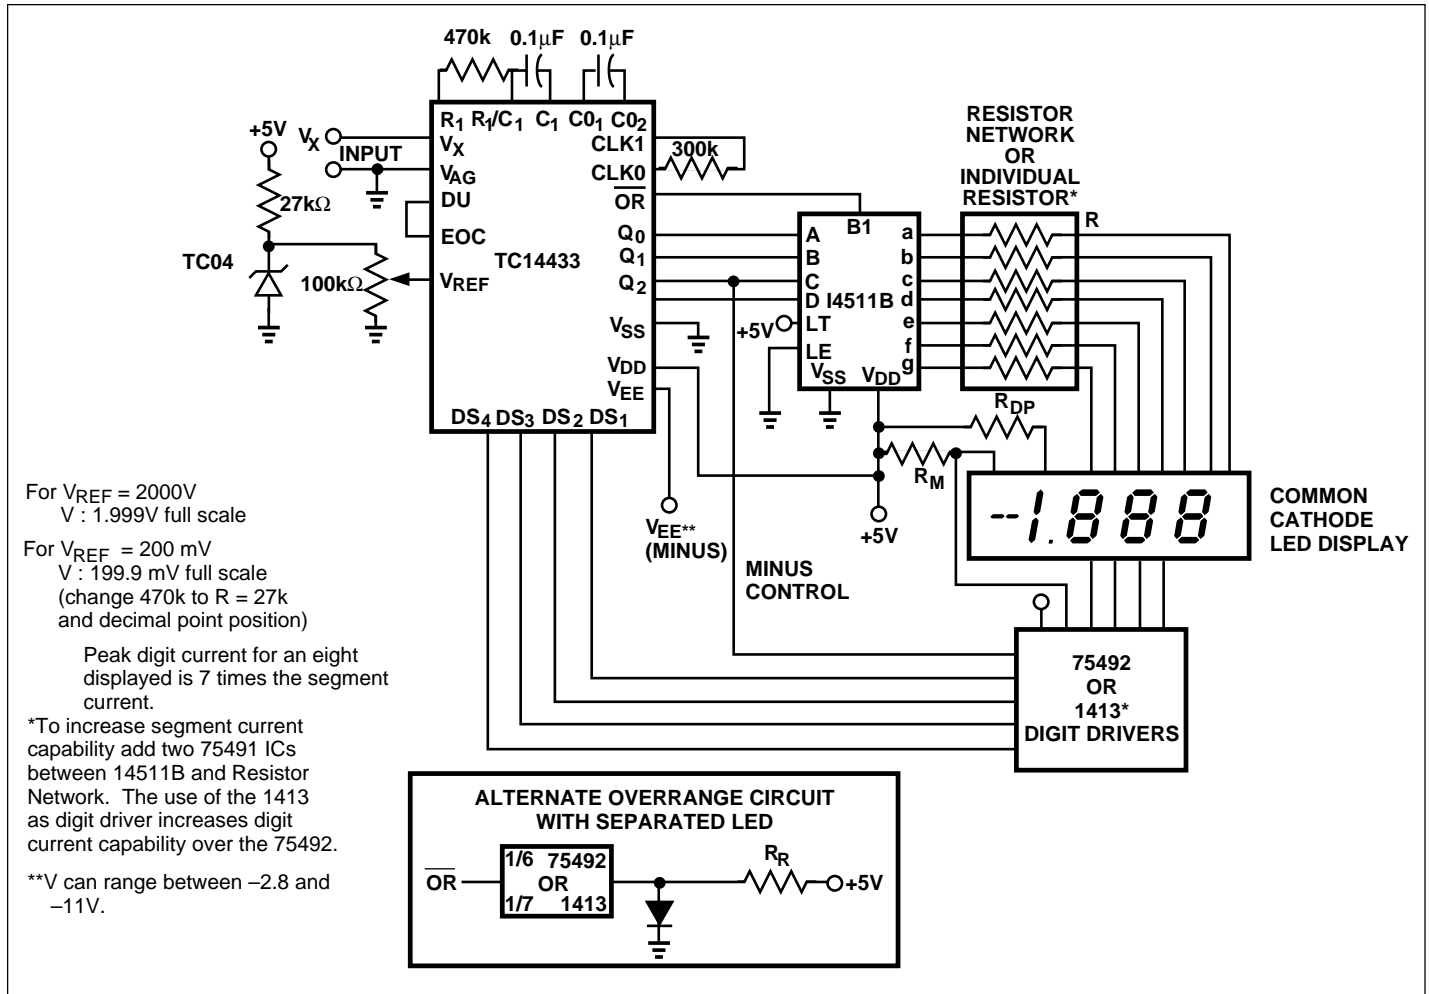 470k 0.1µF 0.1µF
R1 R1/C1 C1 C01 C02
+5V
VX
INPUT
27kΩ
TC04
100kΩ
VX
VAG
DU
EOC
VREF
TC14433
CLK1
CLK0
300k
OR
Q0
Q1
Q2
VSS
VDD
VEE
DS4 DS3 DS2 DS1
RESISTOR
NETWORK
OR
INDIVIDUAL
RESISTOR*
R
B1
A a
B b
C c
D I4511B d
+5V LT e
LE f
VSS VDD g
RDP
RM
+5V
VEE**
(MINUS)
MINUS
CONTROL
--1.888
COMMON
CATHODE
LED DISPLAY
75492
OR
1413*
DIGIT DRIVERS
For VREF = 2000V
V : 1.999V full scale
For VREF = 200 mV
V : 199.9 mV full scale
(change 470k to R = 27k
and decimal point position)
Peak digit current for an eight
displayed is 7 times the segment
current.
*To increase segment current
capability add two 75491 ICs
between 14511B and Resistor
Network. The use of the 1413
as digit driver increases digit
current capability over the 75492.
**V can range between –2.8 and
–11V.
ALTERNATE OVERRANGE CIRCUIT
WITH SEPARATED LED
OR
1/6 75492
OR
1/7 1413
RR
+5V